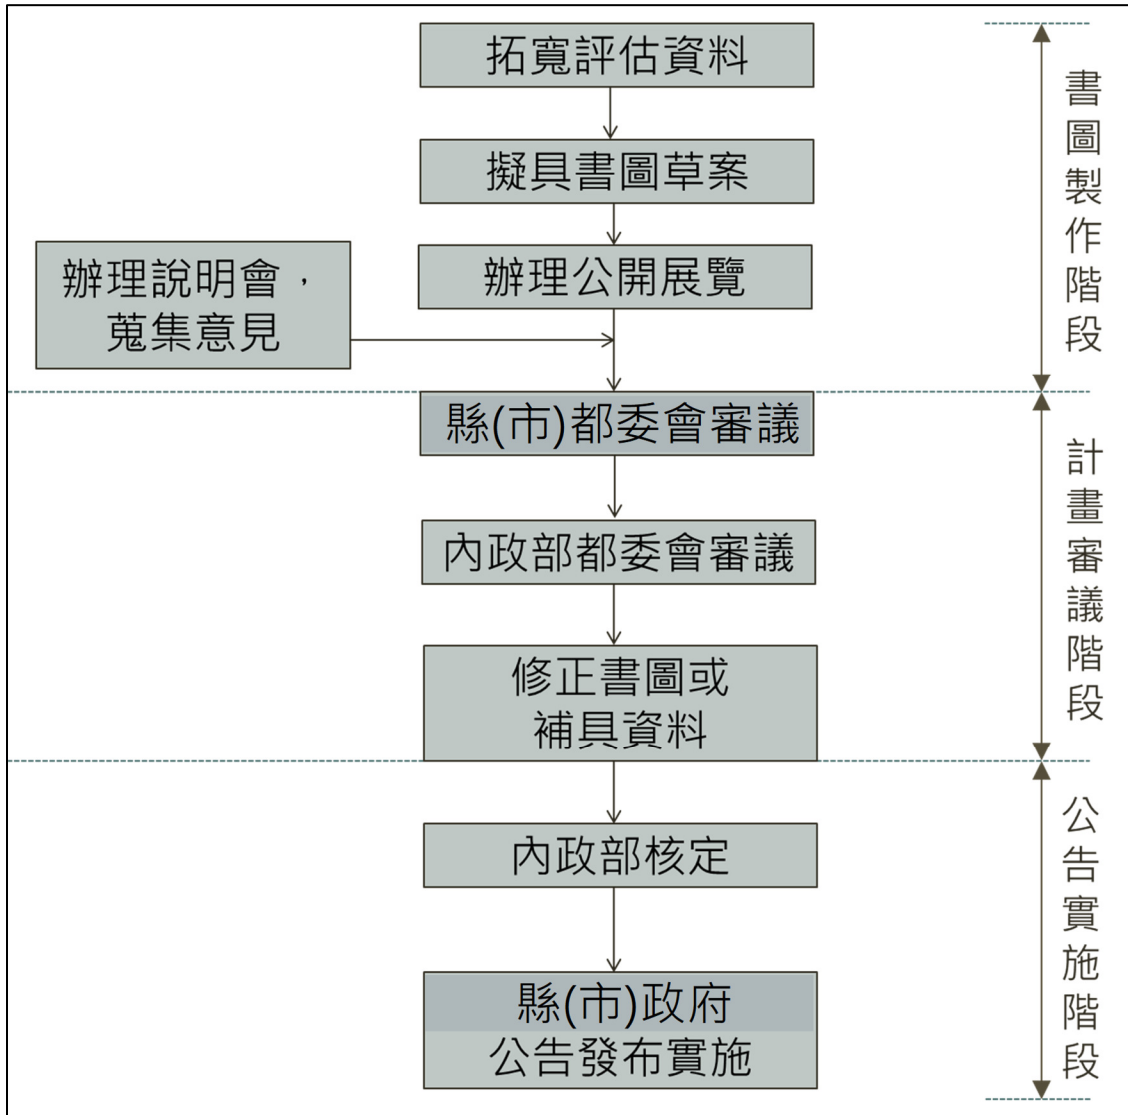 拓寬評估資料
擬具書圖草案
辦理公開展覽
辦理說明會，
蒐集意見
書圖製作階段
縣(市)都委會審議
內政部都委會審議
修正書圖或
補具資料
計畫審議階段
內政部核定
縣(市)政府
公告發布實施
公告實施階段